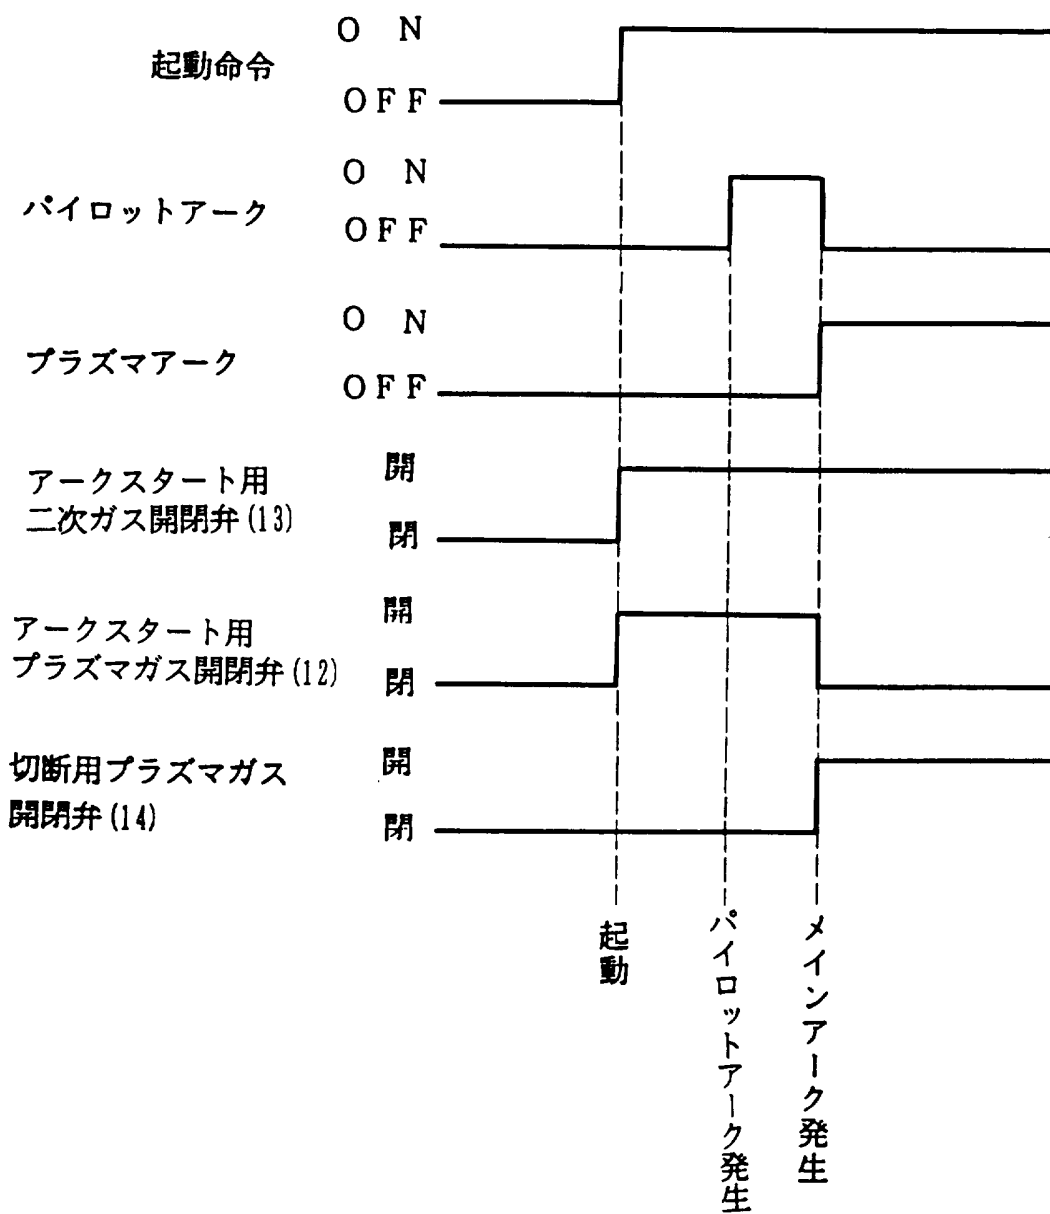 ON
起動命令
OFF
ON
パイロットアーク
OFF
ON
プラズマアーク
OFF
アークスタート用
二次ガス開閉弁(13)
開
閉
アークスタート用
プラズマガス開閉弁(12)
開
閉
切断用プラズマガス
開閉弁(14)
開
閉
起動
パイロットアーク発生
メインアーク発生